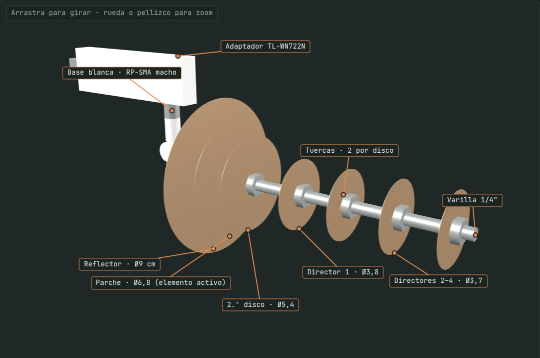 Arrastra para girar · rueda o pellizco para zoom
Adaptador TL-WN722N
Base blanca · RP-SMA macho
Tuercas · 2 por disco
Varilla 1/4"
Reflector · Ø9 cm
Director 1 · Ø3,8
Parche · Ø6,8 (elemento activo)
Directores 2-4 · Ø3,7
2.º disco · Ø5,4